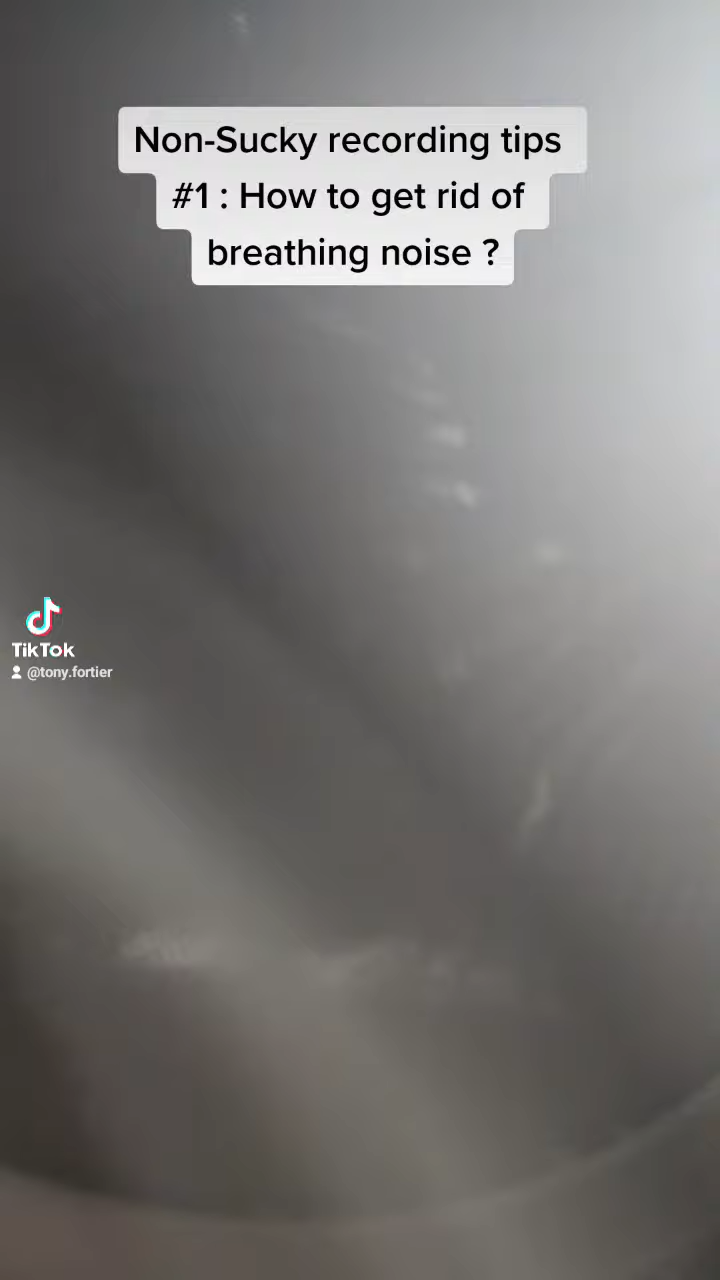 Non-Sucky recording tips
#1 : How to get rid of
breathing noise ?
TikTok
@tony.fortier